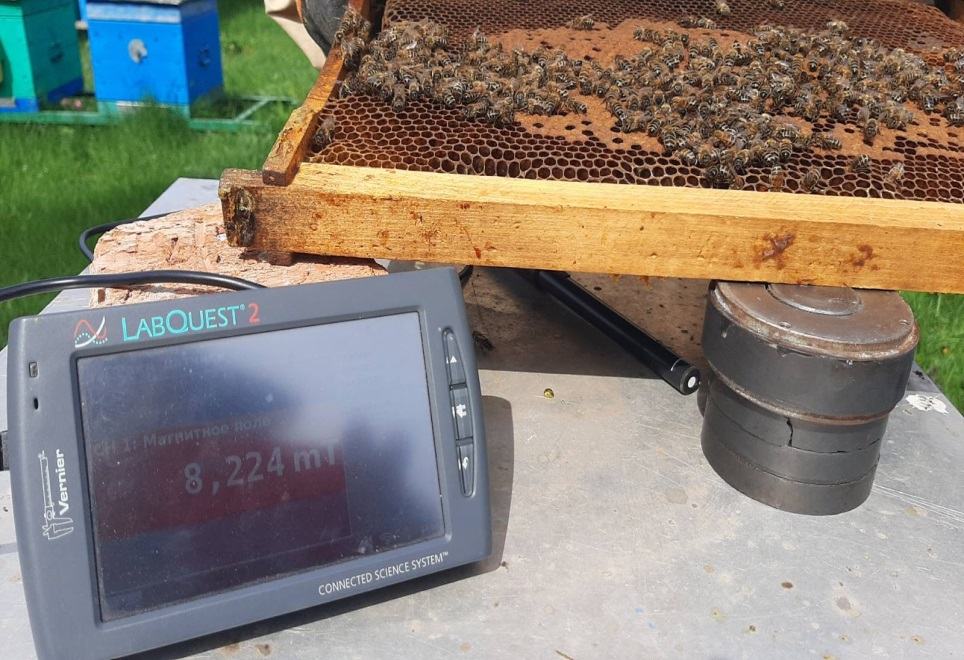 LABQUEST® 2
CH 1: Магнитное поле
8,224 mT
Vernier
CONNECTED SCIENCE SYSTEM™